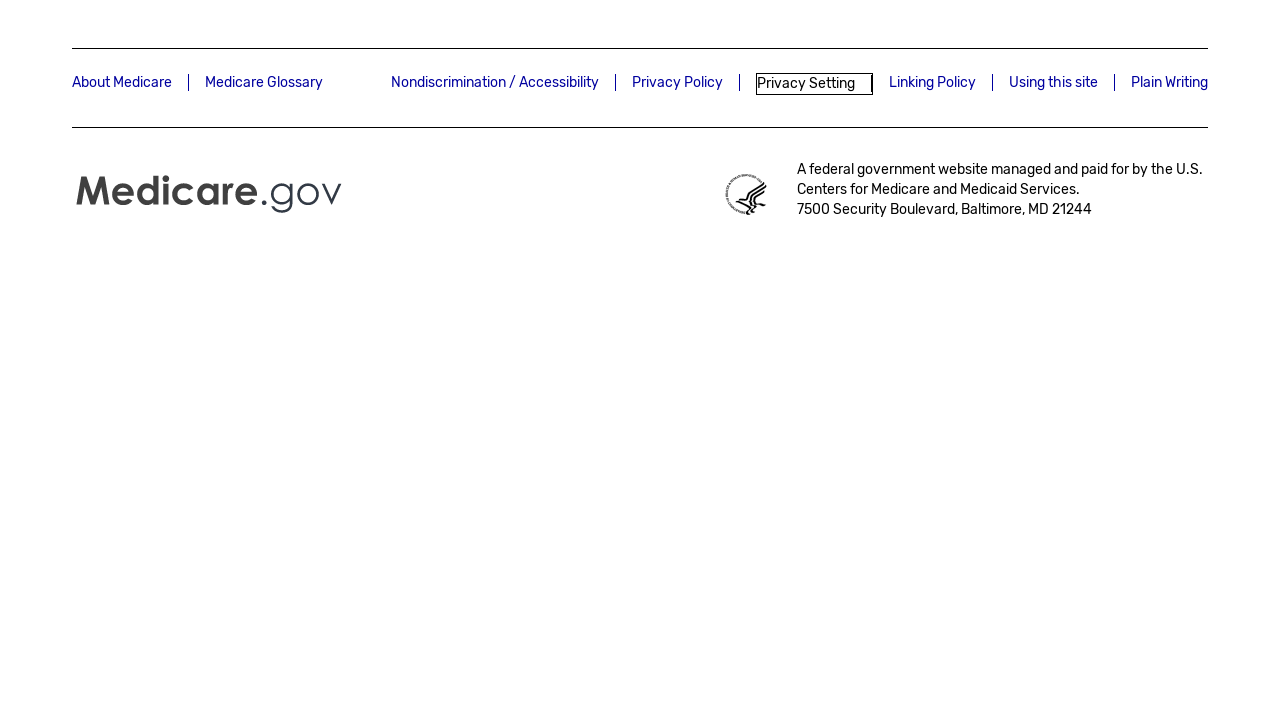 About Medicare
Medicare Glossary
Nondiscrimination / Accessibility
Privacy Policy
Privacy Setting
Linking Policy
Using this site
Plain Writing
Medicare.gov
A federal government website managed and paid for by the U.S.
Centers for Medicare and Medicaid Services.
7500 Security Boulevard, Baltimore, MD 21244